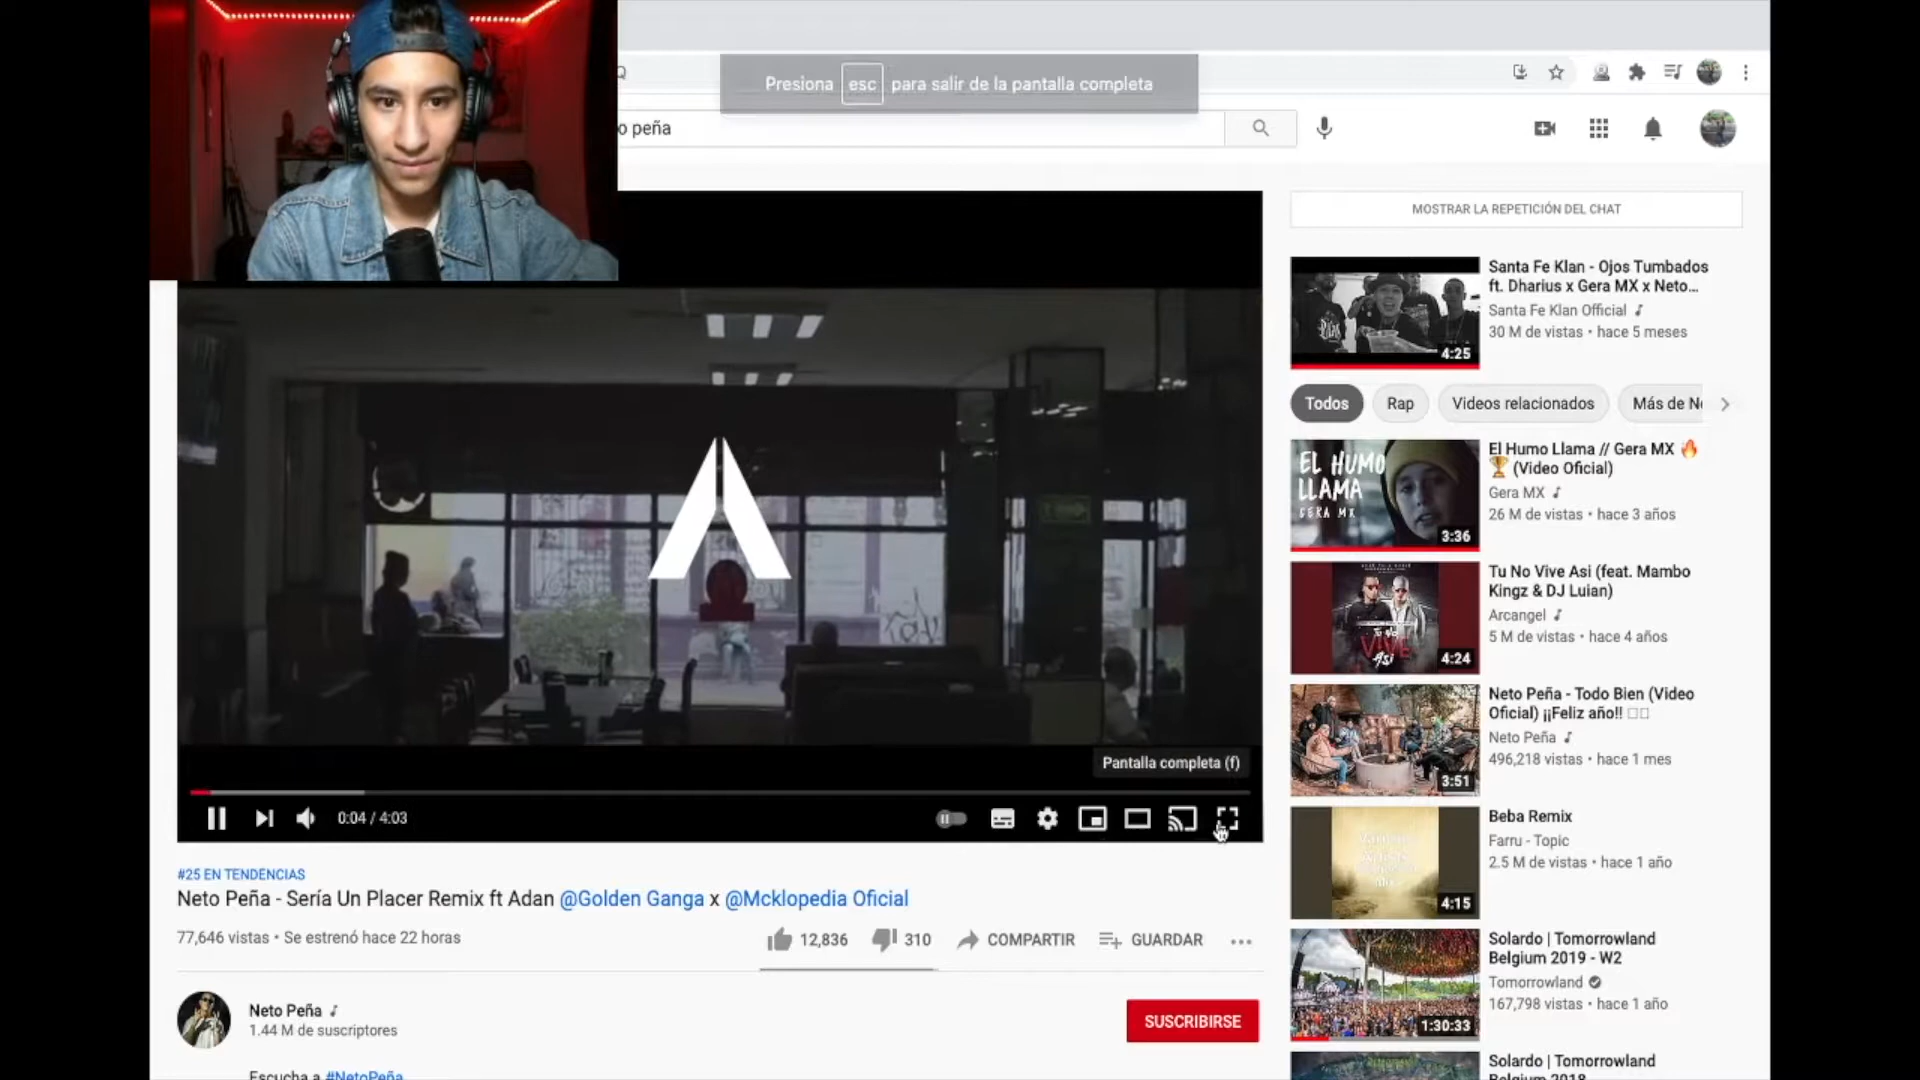 Presiona esc para salir de la pantalla completa
o peña
MOSTRAR LA REPETICIÓN DEL CHAT
Santa Fe Klan - Ojos Tumbados
ft. Dharius x Gera MX x Neto...
Santa Fe Klan Official
30 M de vistas • hace 5 meses
4:25
Todos
Rap
Videos relacionados
Más de Ne
EL HUMO
LLAMA
GERA MX
3:36
El Humo Llama // Gera MX 🔥
🏆 (Video Oficial)
Gera MX
26 M de vistas • hace 3 años
TU NO
VIVE
ASI
4:24
Tu No Vive Asi (feat. Mambo
Kingz & DJ Luian)
Arcangel
5 M de vistas • hace 4 años
3:51
Neto Peña - Todo Bien (Video
Oficial) ¡¡Feliz año!! □□
Neto Peña
496,218 vistas • hace 1 mes
4:15
Beba Remix
Farru - Topic
2.5 M de vistas • hace 1 año
1:30:33
Solardo | Tomorrowland
Belgium 2019 - W2
Tomorrowland
167,798 vistas • hace 1 año
Solardo | Tomorrowland
Belgium 2018
Pantalla completa (f)
0:04 / 4:03
#25 EN TENDENCIAS
Neto Peña - Sería Un Placer Remix ft Adan @Golden Ganga x @Mcklopedia Oficial
77,646 vistas • Se estrenó hace 22 horas
12,836
310
COMPARTIR
GUARDAR
Neto Peña
1.44 M de suscriptores
SUSCRIBIRSE
Escucha a #NetoPeña